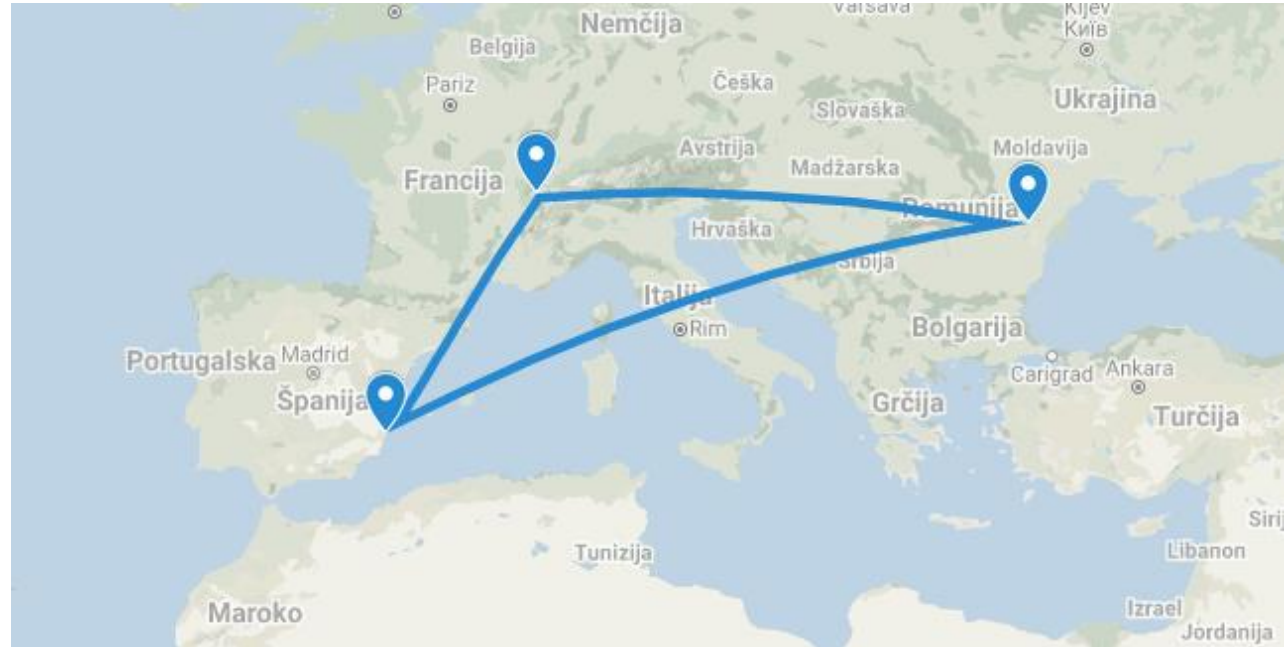 Varšava
Kijev
Київ
Nemčija
Belgija
Pariz
Češka
Slovaška
Ukrajina
Avstrija
Moldavija
Madžarska
Francija
Romunija
Hrvaška
Srbija
Italija
Rim
Bolgarija
Portugalska
Madrid
Španija
Carigrad
Ankara
Grčija
Turčija
Sirij
Tunizija
Libanon
Maroko
Izrael
Jordanija